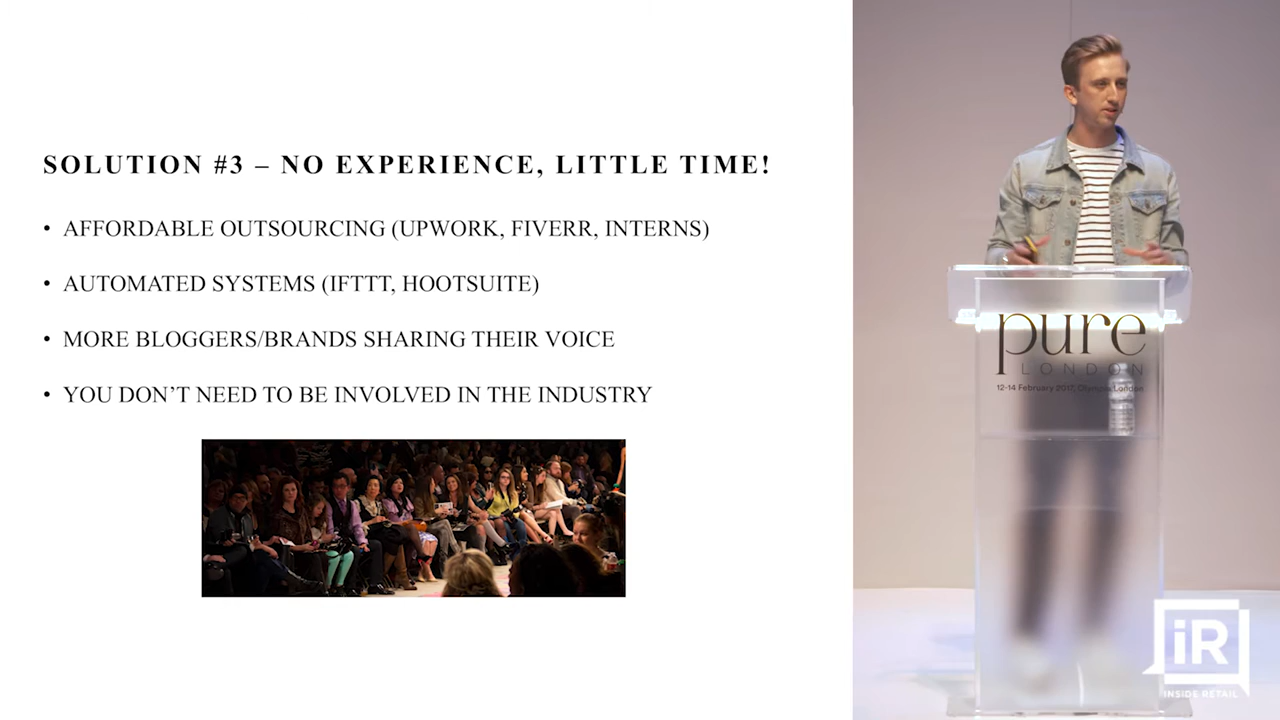 SOLUTION #3 – NO EXPERIENCE, LITTLE TIME!
• AFFORDABLE OUTSOURCING (UPWORK, FIVERR, INTERNS)
• AUTOMATED SYSTEMS (IFTTT, HOOTSUITE)
• MORE BLOGGERS/BRANDS SHARING THEIR VOICE
• YOU DON’T NEED TO BE INVOLVED IN THE INDUSTRY
pure
LONDON
12-14 February 2017, Olympia London
iR
INSIDE RETAIL